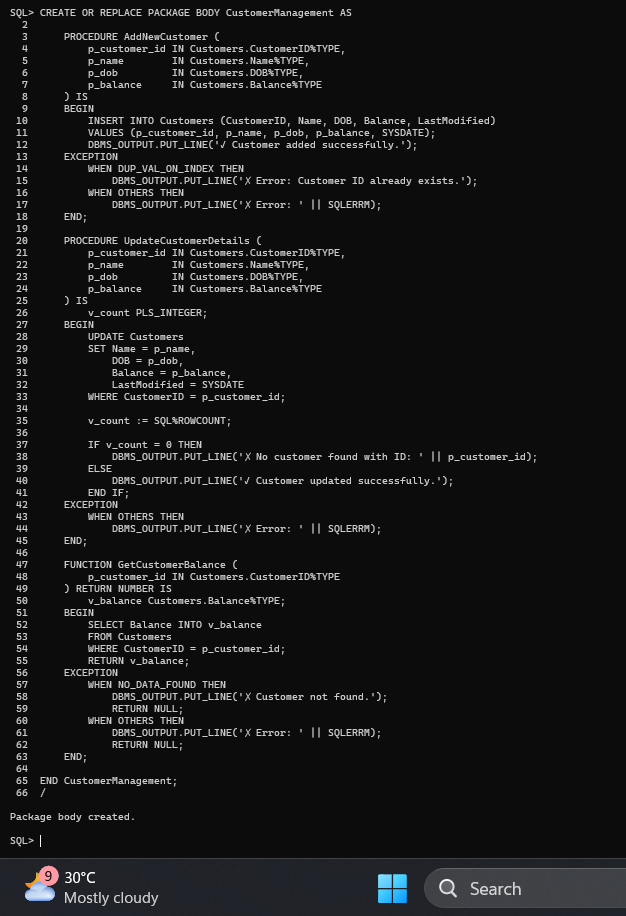 SQL> CREATE OR REPLACE PACKAGE BODY CustomerManagement AS
  2
  3      PROCEDURE AddNewCustomer (
  4          p_customer_id IN Customers.CustomerID%TYPE,
  5          p_name        IN Customers.Name%TYPE,
  6          p_dob         IN Customers.DOB%TYPE,
  7          p_balance     IN Customers.Balance%TYPE
  8      ) IS
  9      BEGIN
 10          INSERT INTO Customers (CustomerID, Name, DOB, Balance, LastModified)
 11          VALUES (p_customer_id, p_name, p_dob, p_balance, SYSDATE);
 12          DBMS_OUTPUT.PUT_LINE('√ Customer added successfully.');
 13      EXCEPTION
 14          WHEN DUP_VAL_ON_INDEX THEN
 15              DBMS_OUTPUT.PUT_LINE('✗ Error: Customer ID already exists.');
 16          WHEN OTHERS THEN
 17              DBMS_OUTPUT.PUT_LINE('✗ Error: ' || SQLERRM);
 18      END;
 19
 20      PROCEDURE UpdateCustomerDetails (
 21          p_customer_id IN Customers.CustomerID%TYPE,
 22          p_name        IN Customers.Name%TYPE,
 23          p_dob         IN Customers.DOB%TYPE,
 24          p_balance     IN Customers.Balance%TYPE
 25      ) IS
 26          v_count PLS_INTEGER;
 27      BEGIN
 28          UPDATE Customers
 29          SET Name = p_name,
 30              DOB = p_dob,
 31              Balance = p_balance,
 32              LastModified = SYSDATE
 33          WHERE CustomerID = p_customer_id;
 34
 35          v_count := SQL%ROWCOUNT;
 36
 37          IF v_count = 0 THEN
 38              DBMS_OUTPUT.PUT_LINE('✗ No customer found with ID: ' || p_customer_id);
 39          ELSE
 40              DBMS_OUTPUT.PUT_LINE('√ Customer updated successfully.');
 41          END IF;
 42      EXCEPTION
 43          WHEN OTHERS THEN
 44              DBMS_OUTPUT.PUT_LINE('✗ Error: ' || SQLERRM);
 45      END;
 46
 47      FUNCTION GetCustomerBalance (
 48          p_customer_id IN Customers.CustomerID%TYPE
 49      ) RETURN NUMBER IS
 50          v_balance Customers.Balance%TYPE;
 51      BEGIN
 52          SELECT Balance INTO v_balance
 53          FROM Customers
 54          WHERE CustomerID = p_customer_id;
 55          RETURN v_balance;
 56      EXCEPTION
 57          WHEN NO_DATA_FOUND THEN
 58              DBMS_OUTPUT.PUT_LINE('✗ Customer not found.');
 59              RETURN NULL;
 60          WHEN OTHERS THEN
 61              DBMS_OUTPUT.PUT_LINE('✗ Error: ' || SQLERRM);
 62              RETURN NULL;
 63      END;
 64
 65  END CustomerManagement;
 66  /
Package body created.
SQL>
9
30°C
Mostly cloudy
Search